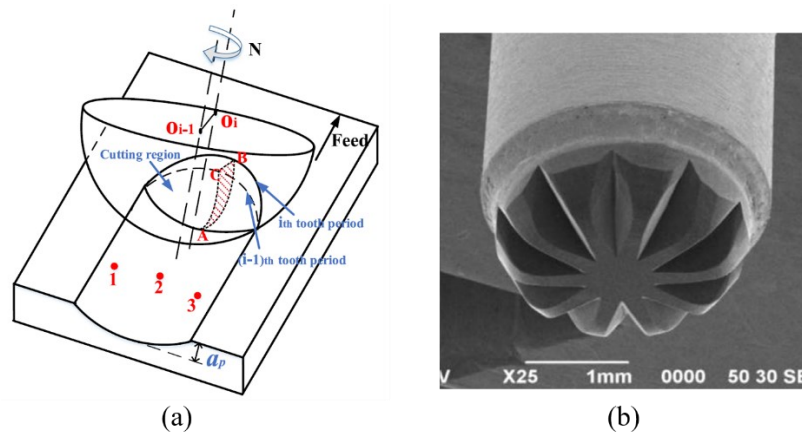 N
Oi-1
Oi
Feed
Cutting region
B
C
ith tooth period
A
(i-1)th tooth period
1
2
3
ap
V X25 1mm 0000 50 30 SE
(a)
(b)